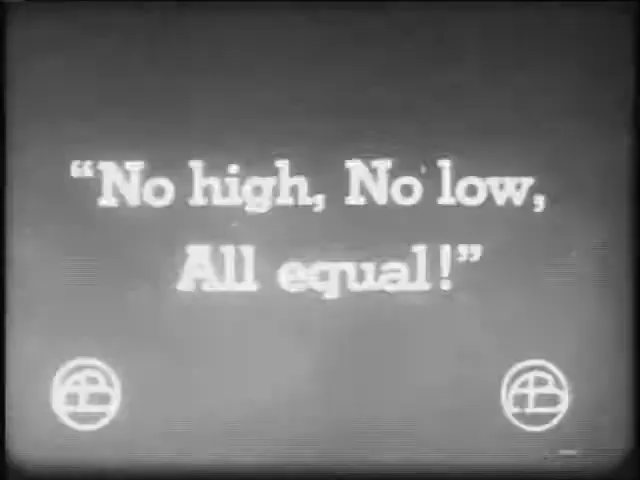 “No high, No low,
All equal!”